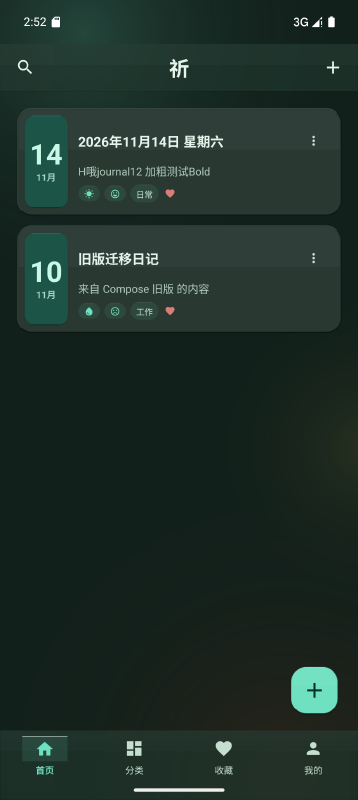 2:52
3G
祈
14
11月
2026年11月14日 星期六
H哦journal12 加粗测试Bold
日常
10
11月
旧版迁移日记
来自 Compose 旧版 的内容
工作
首页
分类
收藏
我的